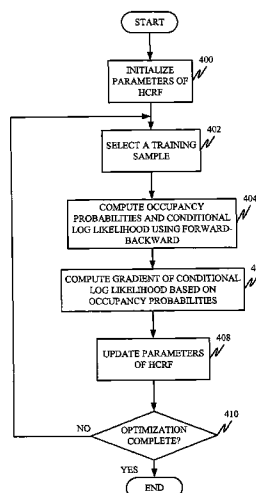 START
400
INITIALIZE
PARAMETERS OF
HCRF
402
SELECT A TRAINING
SAMPLE
404
COMPUTE OCCUPANCY
PROBABILITIES AND CONDITIONAL
LOG LIKELIHOOD USING FORWARD-
BACKWARD
4
COMPUTE GRADIENT OF CONDITIONAL
LOG LIKELIHOOD BASED ON
OCCUPANCY PROBABILITIES
408
UPDATE PARAMETERS
OF HCRF
410
NO
OPTIMIZATION
COMPLETE?
YES
END